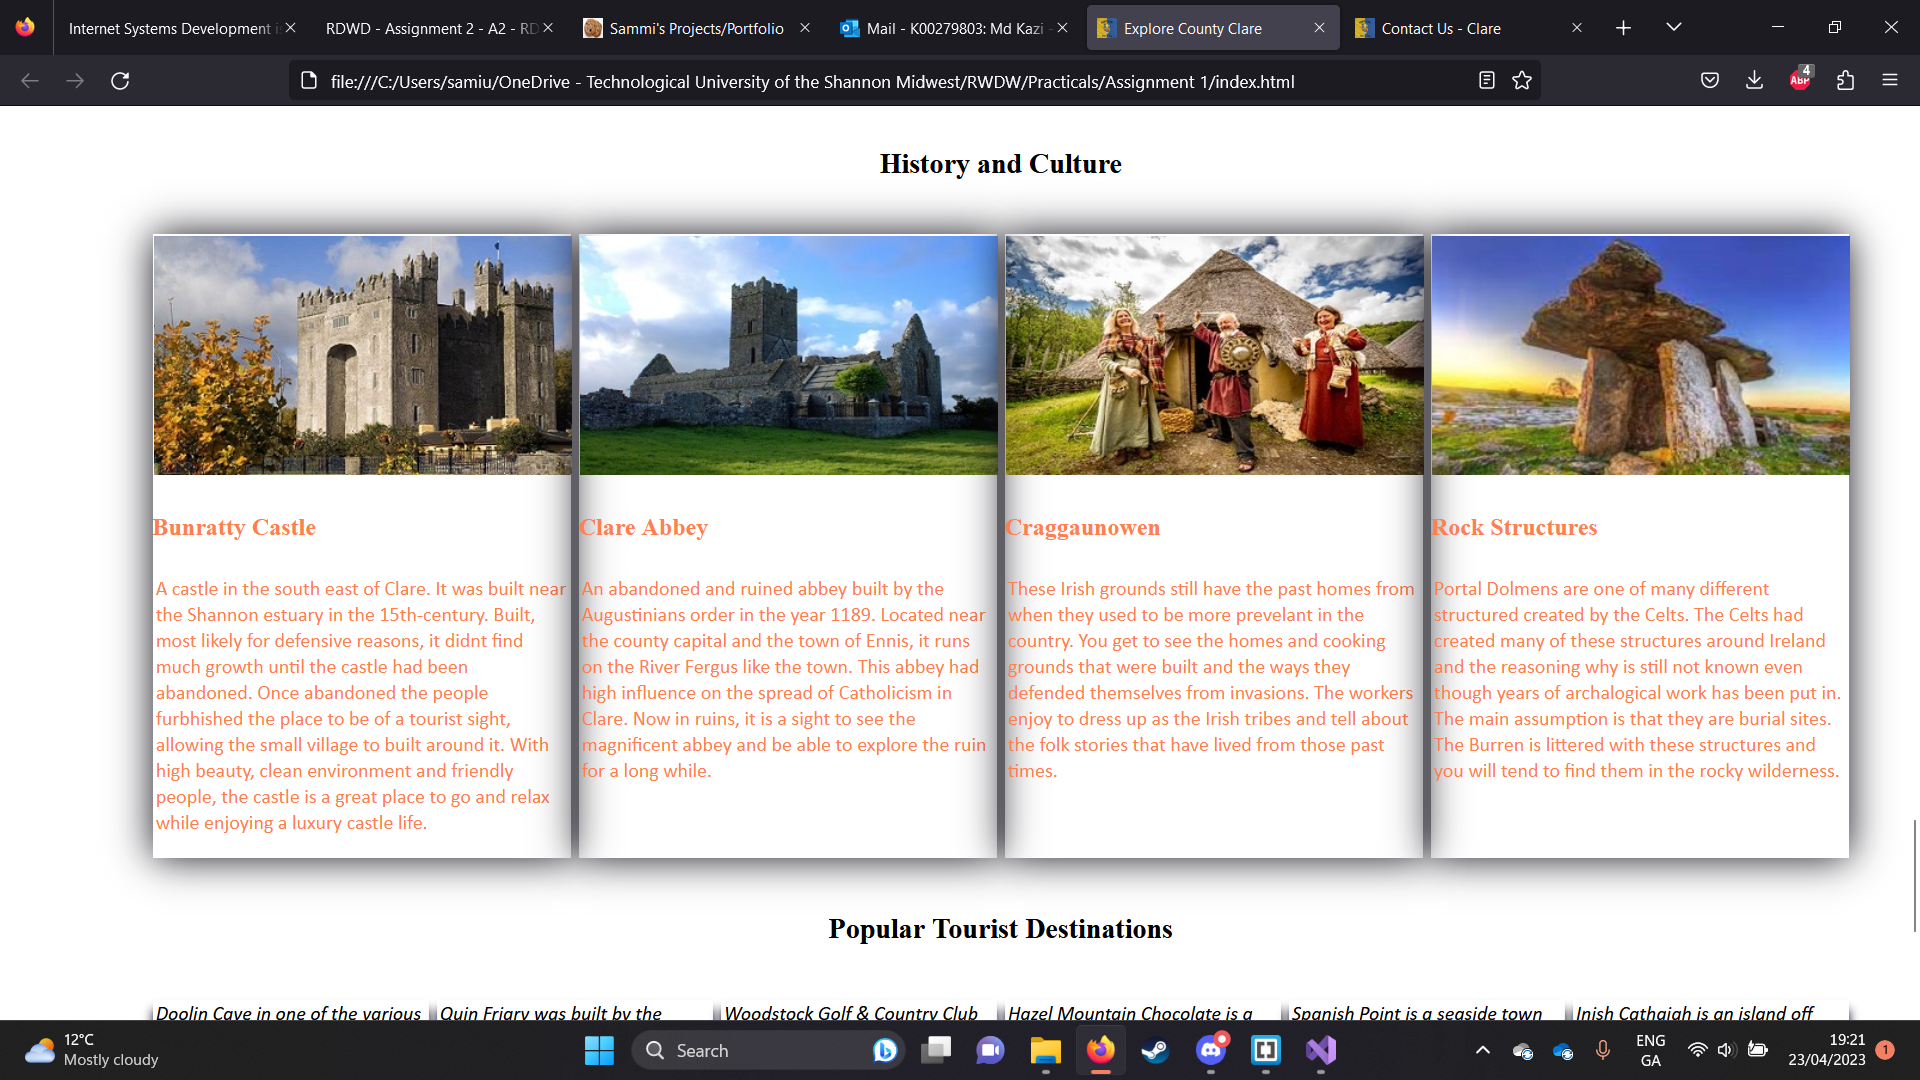 Internet Systems Development i
RDWD - Assignment 2 - A2 - RD
Sammi's Projects/Portfolio
Mail - K00279803: Md Kazi -
Explore County Clare
Contact Us - Clare
file:///C:/Users/samiu/OneDrive - Technological University of the Shannon Midwest/RWDW/Practicals/Assignment 1/index.html
ABP
4
History and Culture
Bunratty Castle
A castle in the south east of Clare. It was built near
the Shannon estuary in the 15th-century. Built,
most likely for defensive reasons, it didnt find
much growth until the castle had been
abandoned. Once abandoned the people
furbhished the place to be of a tourist sight,
allowing the small village to built around it. With
high beauty, clean environment and friendly
people, the castle is a great place to go and relax
while enjoying a luxury castle life.
Clare Abbey
An abandoned and ruined abbey built by the
Augustinians order in the year 1189. Located near
the county capital and the town of Ennis, it runs
on the River Fergus like the town. This abbey had
high influence on the spread of Catholicism in
Clare. Now in ruins, it is a sight to see the
magnificent abbey and be able to explore the ruin
for a long while.
Craggaunowen
These Irish grounds still have the past homes from
when they used to be more prevelant in the
country. You get to see the homes and cooking
grounds that were built and the ways they
defended themselves from invasions. The workers
enjoy to dress up as the Irish tribes and tell about
the folk stories that have lived from those past
times.
Rock Structures
Portal Dolmens are one of many different
structured created by the Celts. The Celts had
created many of these structures around Ireland
and the reasoning why is still not known even
though years of archalogical work has been put in.
The main assumption is that they are burial sites.
The Burren is littered with these structures and
you will tend to find them in the rocky wilderness.
Popular Tourist Destinations
Doolin Cave in one of the various
Quin Friary was built by the
Woodstock Golf & Country Club
Hazel Mountain Chocolate is a
Spanish Point is a seaside town
Inish Cathaigh is an island off
12°C
Mostly cloudy
Search
ENG
GA
19:21
23/04/2023
1